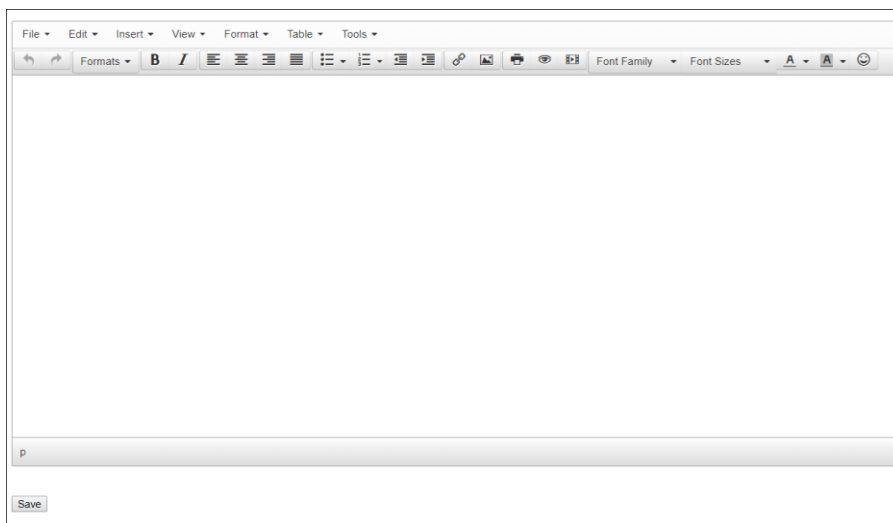 File Edit Insert View Format Table Tools
Formats B I Font Family Font Sizes A A
p
Save